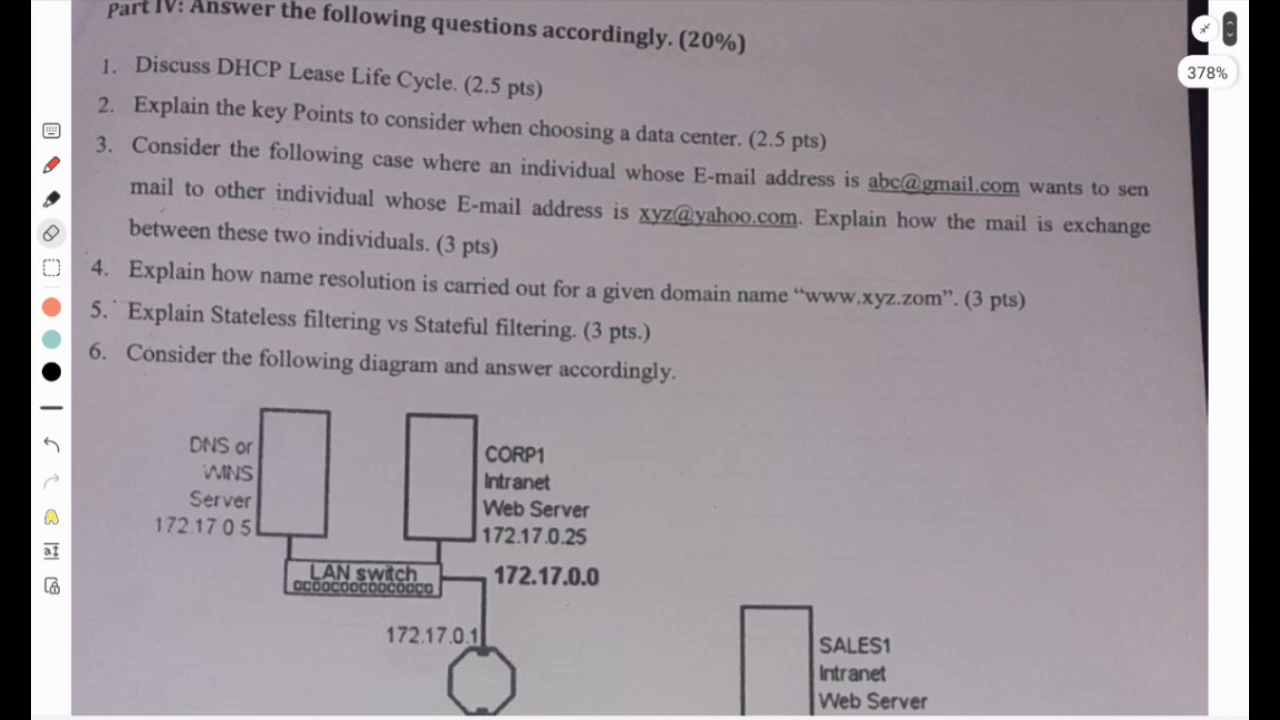 Part IV: Answer the following questions accordingly. (20%)
378%
1. Discuss DHCP Lease Life Cycle. (2.5 pts)
2. Explain the key Points to consider when choosing a data center. (2.5 pts)
3. Consider the following case where an individual whose E-mail address is abc@gmail.com wants to sen
mail to other individual whose E-mail address is xyz@yahoo.com. Explain how the mail is exchange
between these two individuals. (3 pts)
4. Explain how name resolution is carried out for a given domain name “www.xyz.zom”. (3 pts)
5. Explain Stateless filtering vs Stateful filtering. (3 pts.)
6. Consider the following diagram and answer accordingly.
DNS or
WINS
Server
172.17 0 5
CORP1
Intranet
Web Server
172.17.0.25
LAN switch
172.17.0.0
172.17.0.1
SALES1
Intranet
Web Server